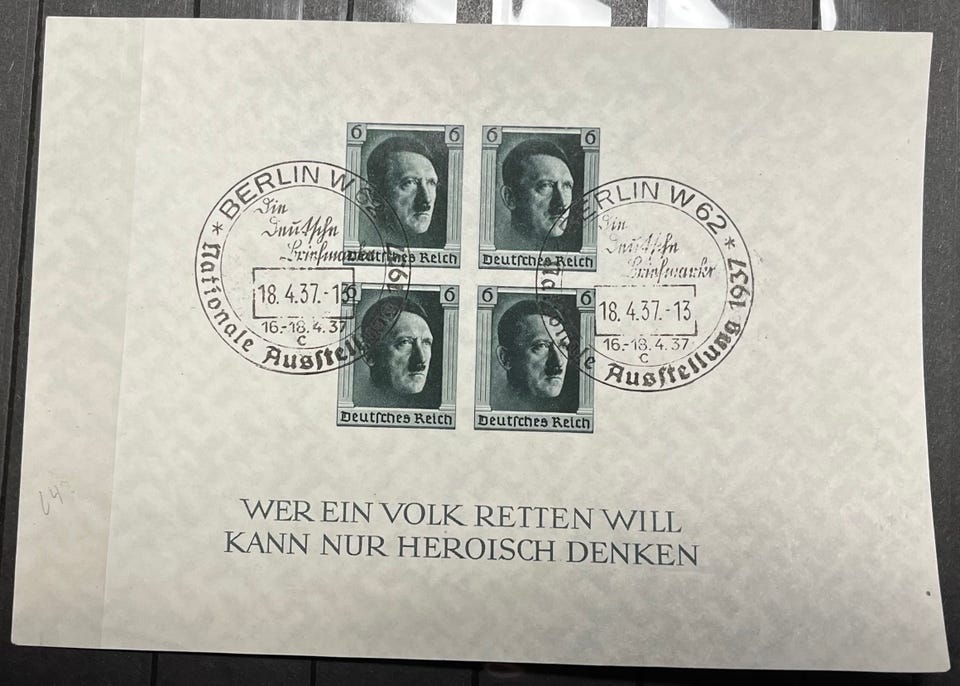 6 6 6 6
Deutsches Reich Deutsches Reich
6 6 6 6
Deutsches Reich Deutsches Reich
* BERLIN W 62
Die
Deutsche
Briefmarke
18.4.37.-13
16.-18.4.37
c
Nationale Ausstellung 1937
BERLIN W 62 *
Die
Deutsche
Briefmarke
18.4.37.-13
16.-18.4.37
c
Nationale Ausstellung 1937
WER EIN VOLK RETTEN WILL
KANN NUR HEROISCH DENKEN